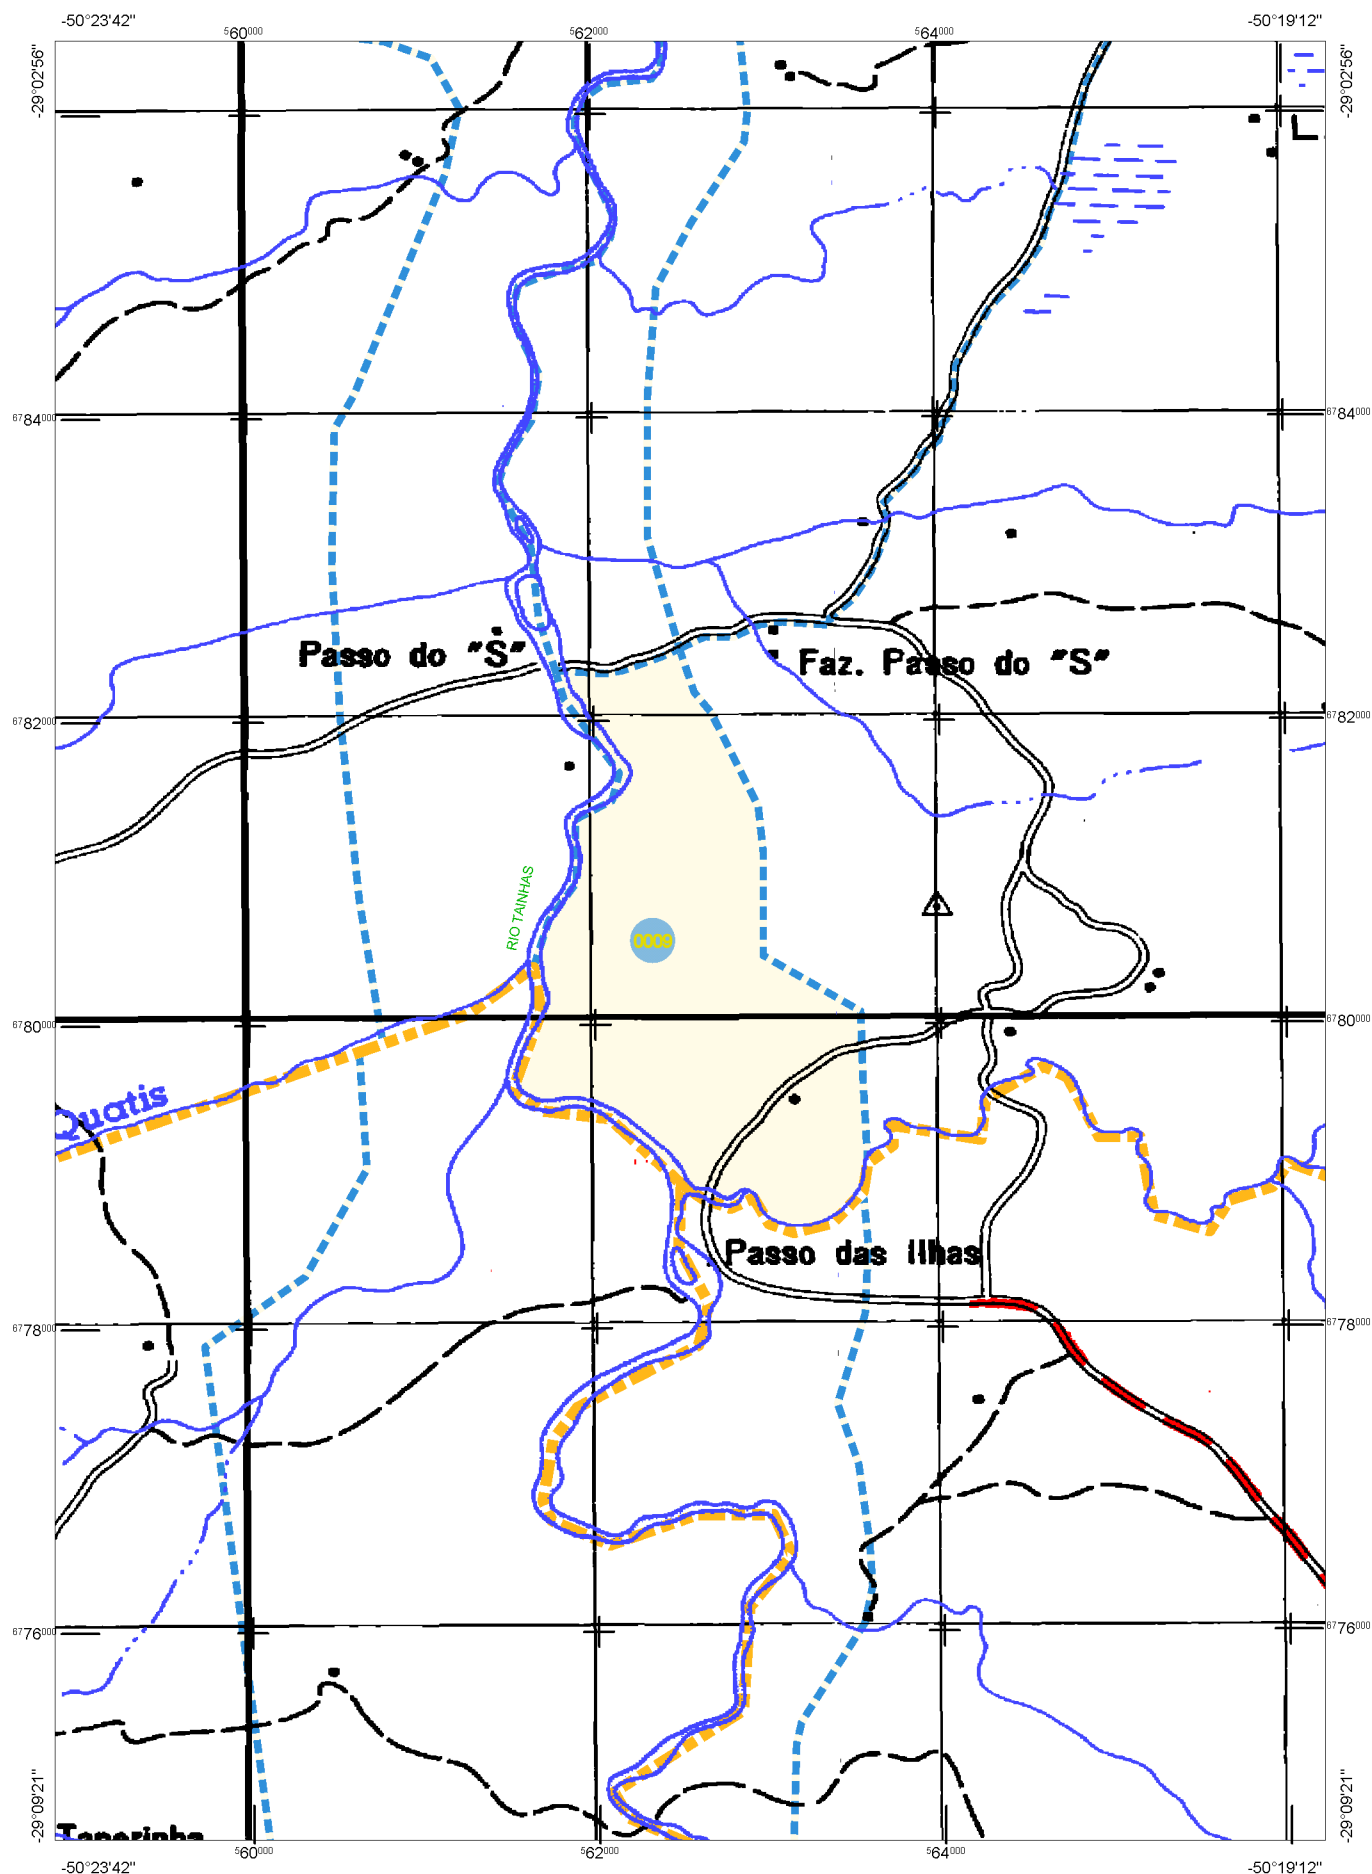 -50°23'42" -50°19'12"
560000 562000 564000
-29°02'56" -29°02'56"
L
6784000 6784000
Passo do "S" Faz. Passo do "S"
6782000 6782000
RIO TAINHAS
0009
6780000 6780000
Quatis
Passo das Ilhas
6778000 6778000
6776000 6776000
-29°09'21" -29°09'21"
Taperinha
560000 562000 564000
-50°23'42" -50°19'12"